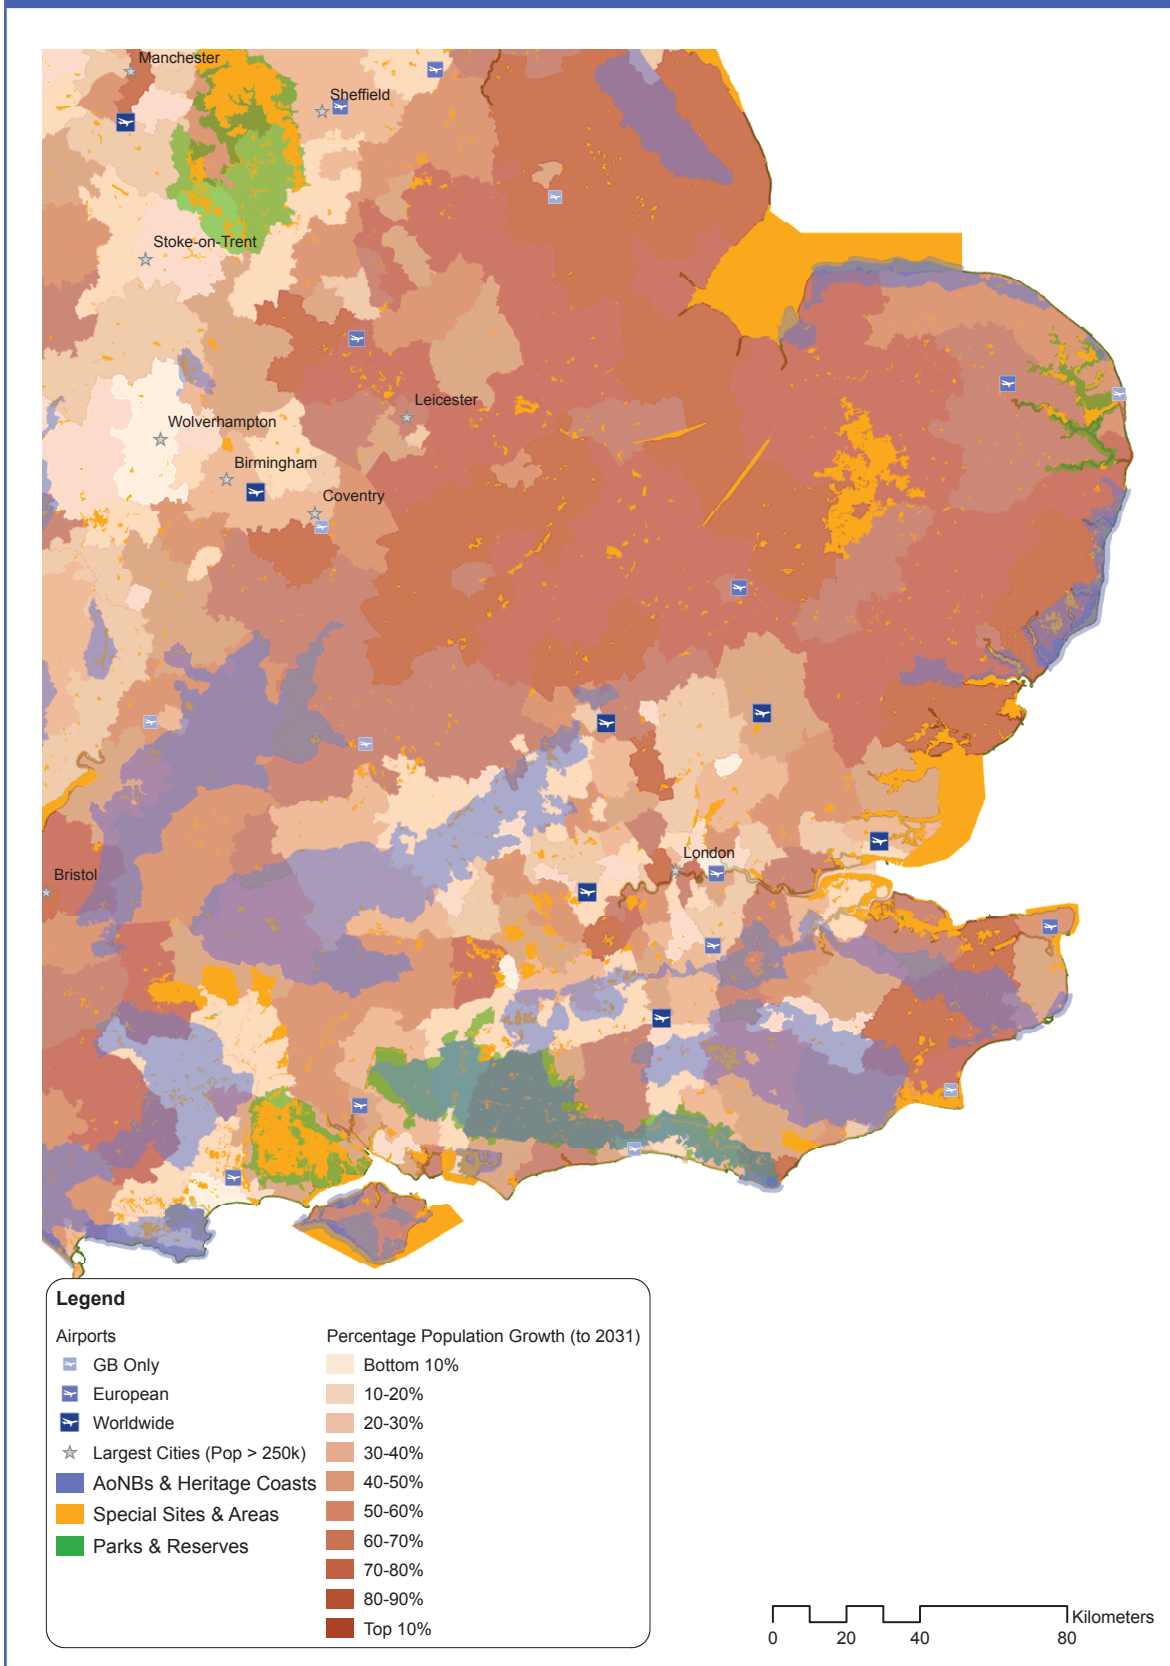 Manchester
Sheffield
Stoke-on-Trent
Leicester
Wolverhampton
Birmingham
Coventry
London
Bristol
Legend
Airports
GB Only
European
Worldwide
Largest Cities (Pop > 250k)
AoNBs & Heritage Coasts
Special Sites & Areas
Parks & Reserves
Percentage Population Growth (to 2031)
Bottom 10%
10-20%
20-30%
30-40%
40-50%
50-60%
60-70%
70-80%
80-90%
Top 10%
Kilometers
0 20 40 80